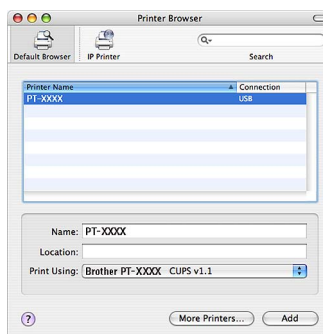 Printer Browser
Default Browser
IP Printer
Search
Printer Name
Connection
PT-XXXX
USB
Name: PT-XXXX
Location:
Print Using: Brother PT-XXXX CUPS v1.1
?
More Printers...
Add